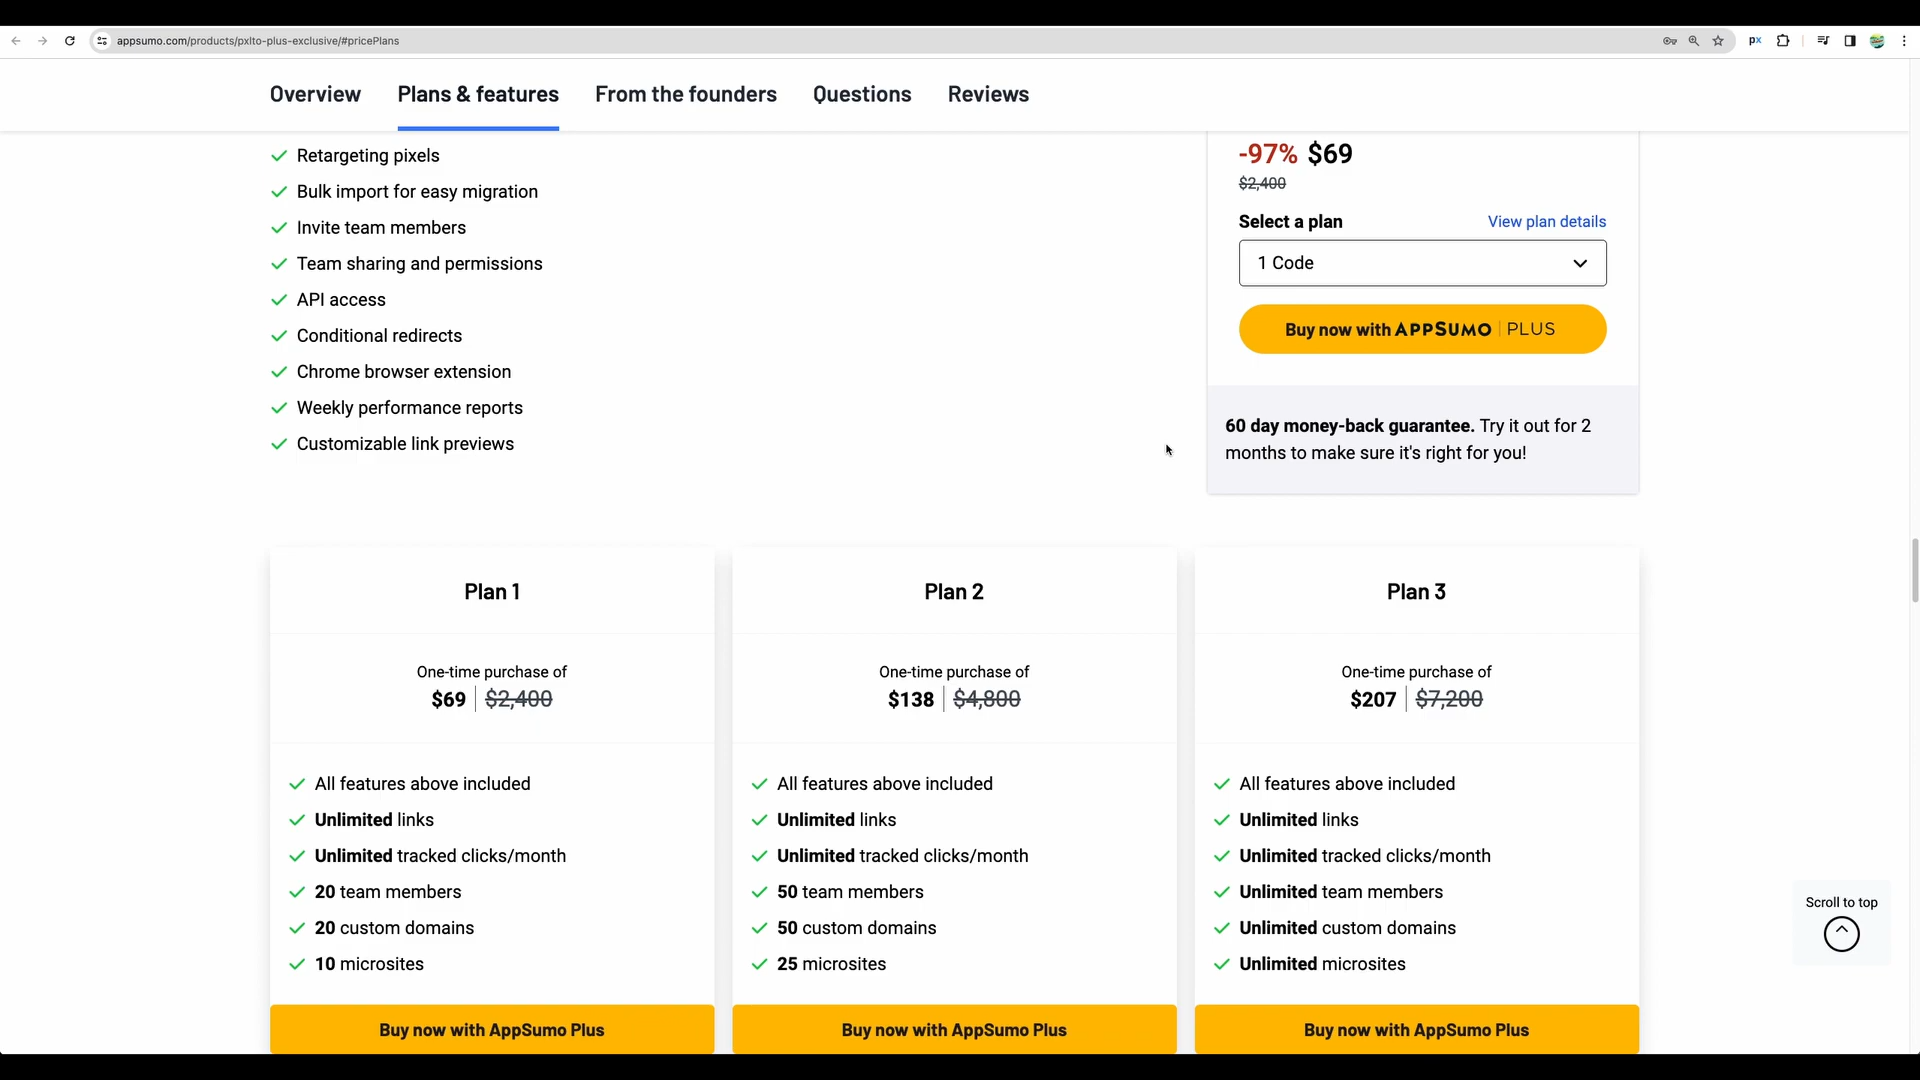 appsumo.com/products/pxlto-plus-exclusive/#pricePlans
px
Overview
Plans & features
From the founders
Questions
Reviews
Retargeting pixels
Bulk import for easy migration
Invite team members
Team sharing and permissions
API access
Conditional redirects
Chrome browser extension
Weekly performance reports
Customizable link previews
-97% $69
$2,400
Select a plan
View plan details
1 Code
Buy now with APPSUMO | PLUS
60 day money-back guarantee. Try it out for 2
months to make sure it's right for you!
Plan 1
One-time purchase of
$69 | $2,400
All features above included
Unlimited links
Unlimited tracked clicks/month
20 team members
20 custom domains
10 microsites
Buy now with AppSumo Plus
Plan 2
One-time purchase of
$138 | $4,800
All features above included
Unlimited links
Unlimited tracked clicks/month
50 team members
50 custom domains
25 microsites
Buy now with AppSumo Plus
Plan 3
One-time purchase of
$207 | $7,200
All features above included
Unlimited links
Unlimited tracked clicks/month
Unlimited team members
Unlimited custom domains
Unlimited microsites
Buy now with AppSumo Plus
Scroll to top